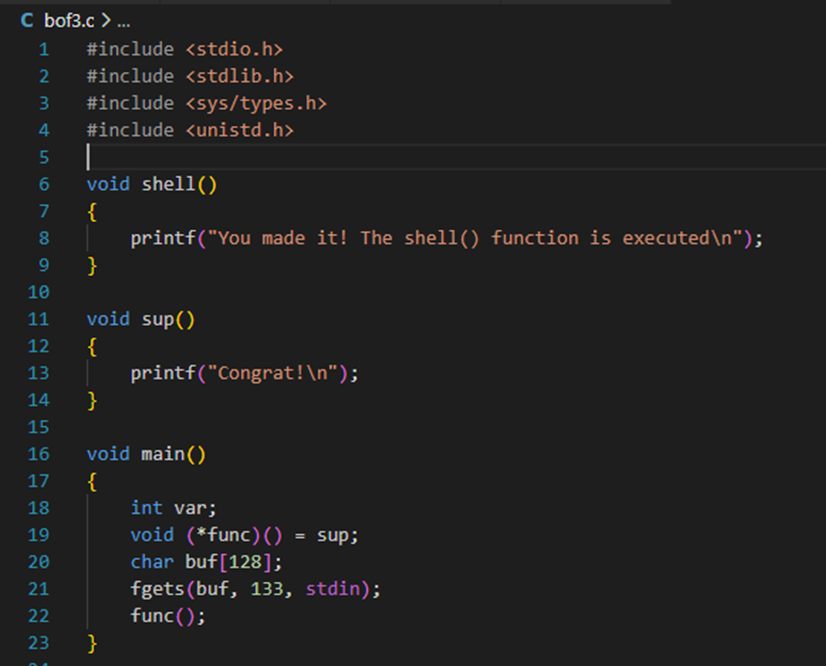 C bof3.c > ...
1 #include <stdio.h>
2 #include <stdlib.h>
3 #include <sys/types.h>
4 #include <unistd.h>
5
6 void shell()
7 {
8     printf("You made it! The shell() function is executed\n");
9 }
10
11 void sup()
12 {
13     printf("Congrat!\n");
14 }
15
16 void main()
17 {
18     int var;
19     void (*func)() = sup;
20     char buf[128];
21     fgets(buf, 133, stdin);
22     func();
23 }